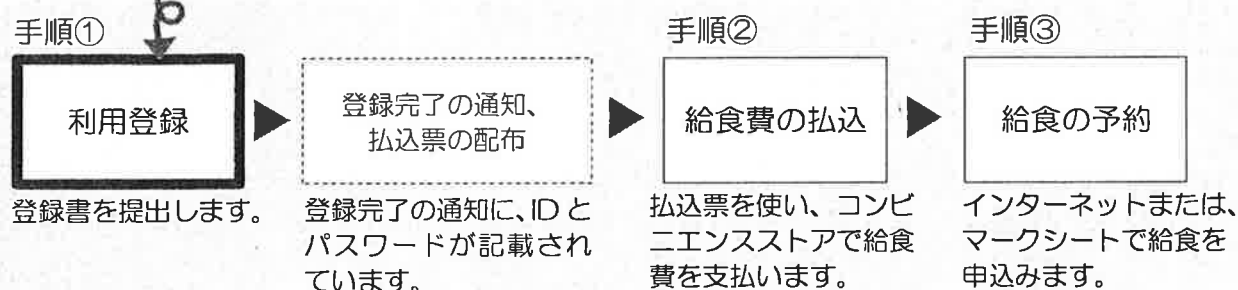 手順①
利用登録
登録書を提出します。
登録完了の通知、
払込票の配布
登録完了の通知に、IDと
パスワードが記載され
ています。
手順②
給食費の払込
払込票を使い、コンビ
ニエンスストアで給食
費を支払います。
手順③
給食の予約
インターネットまたは、
マークシートで給食を
申込みます。